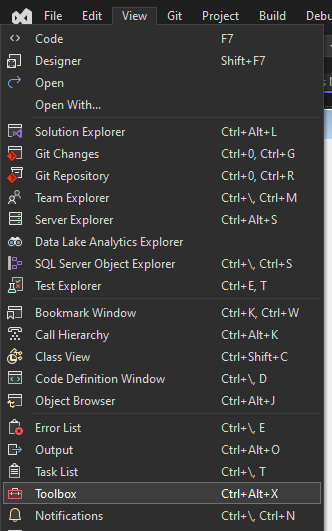 File Edit View Git Project Build
Code F7
Designer Shift+F7
Open
Open With...
Solution Explorer Ctrl+Alt+L
Git Changes Ctrl+0, Ctrl+G
Git Repository Ctrl+0, Ctrl+R
Team Explorer Ctrl+\, Ctrl+M
Server Explorer Ctrl+Alt+S
Data Lake Analytics Explorer
SQL Server Object Explorer Ctrl+\, Ctrl+S
Test Explorer Ctrl+E, T
Bookmark Window Ctrl+K, Ctrl+W
Call Hierarchy Ctrl+Alt+K
Class View Ctrl+Shift+C
Code Definition Window Ctrl+\, D
Object Browser Ctrl+Alt+J
Error List Ctrl+\, E
Output Ctrl+Alt+O
Task List Ctrl+\, T
Toolbox Ctrl+Alt+X
Notifications Ctrl+\, Ctrl+N